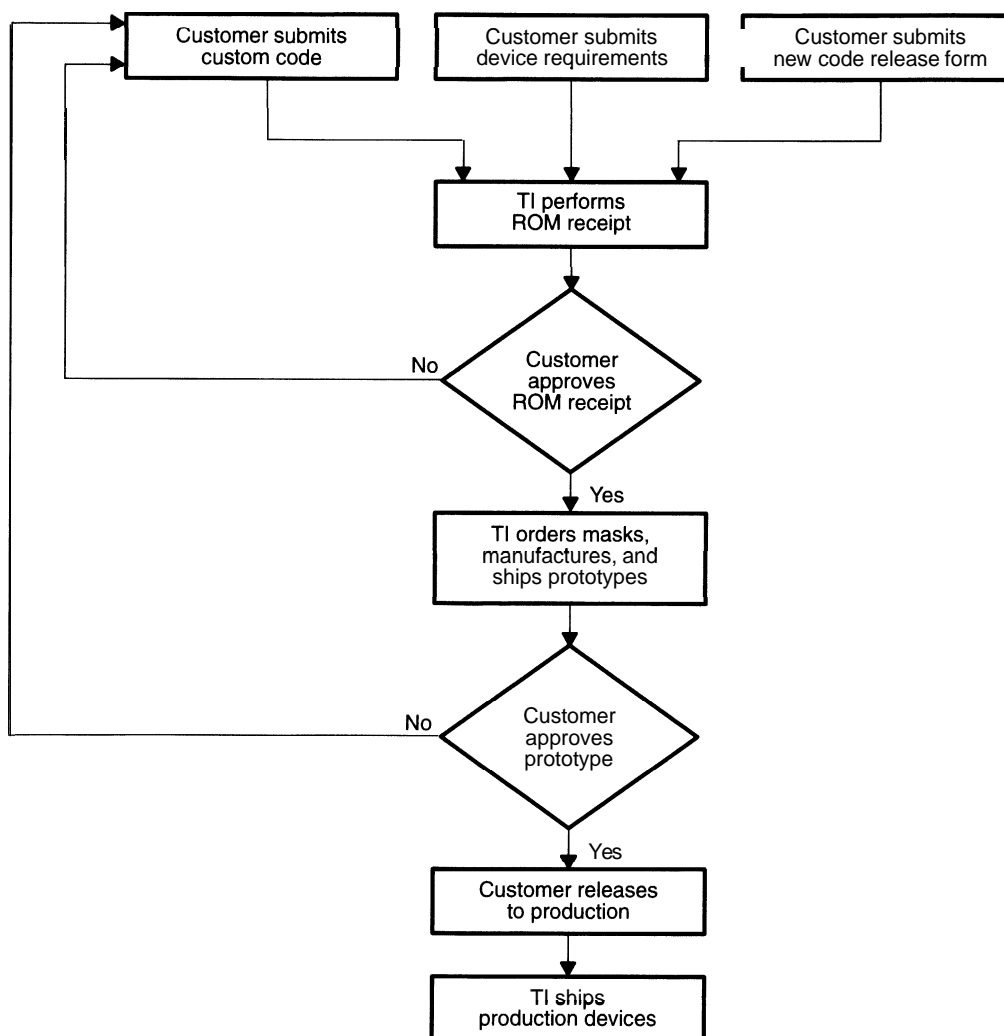 Customer submits
custom code
Customer submits
device requirements
Customer submits
new code release form
TI performs
ROM receipt
Customer
approves
ROM receipt
No
Yes
TI orders masks,
manufactures, and
ships prototypes
Customer
approves
prototype
No
Yes
Customer releases
to production
TI ships
production devices